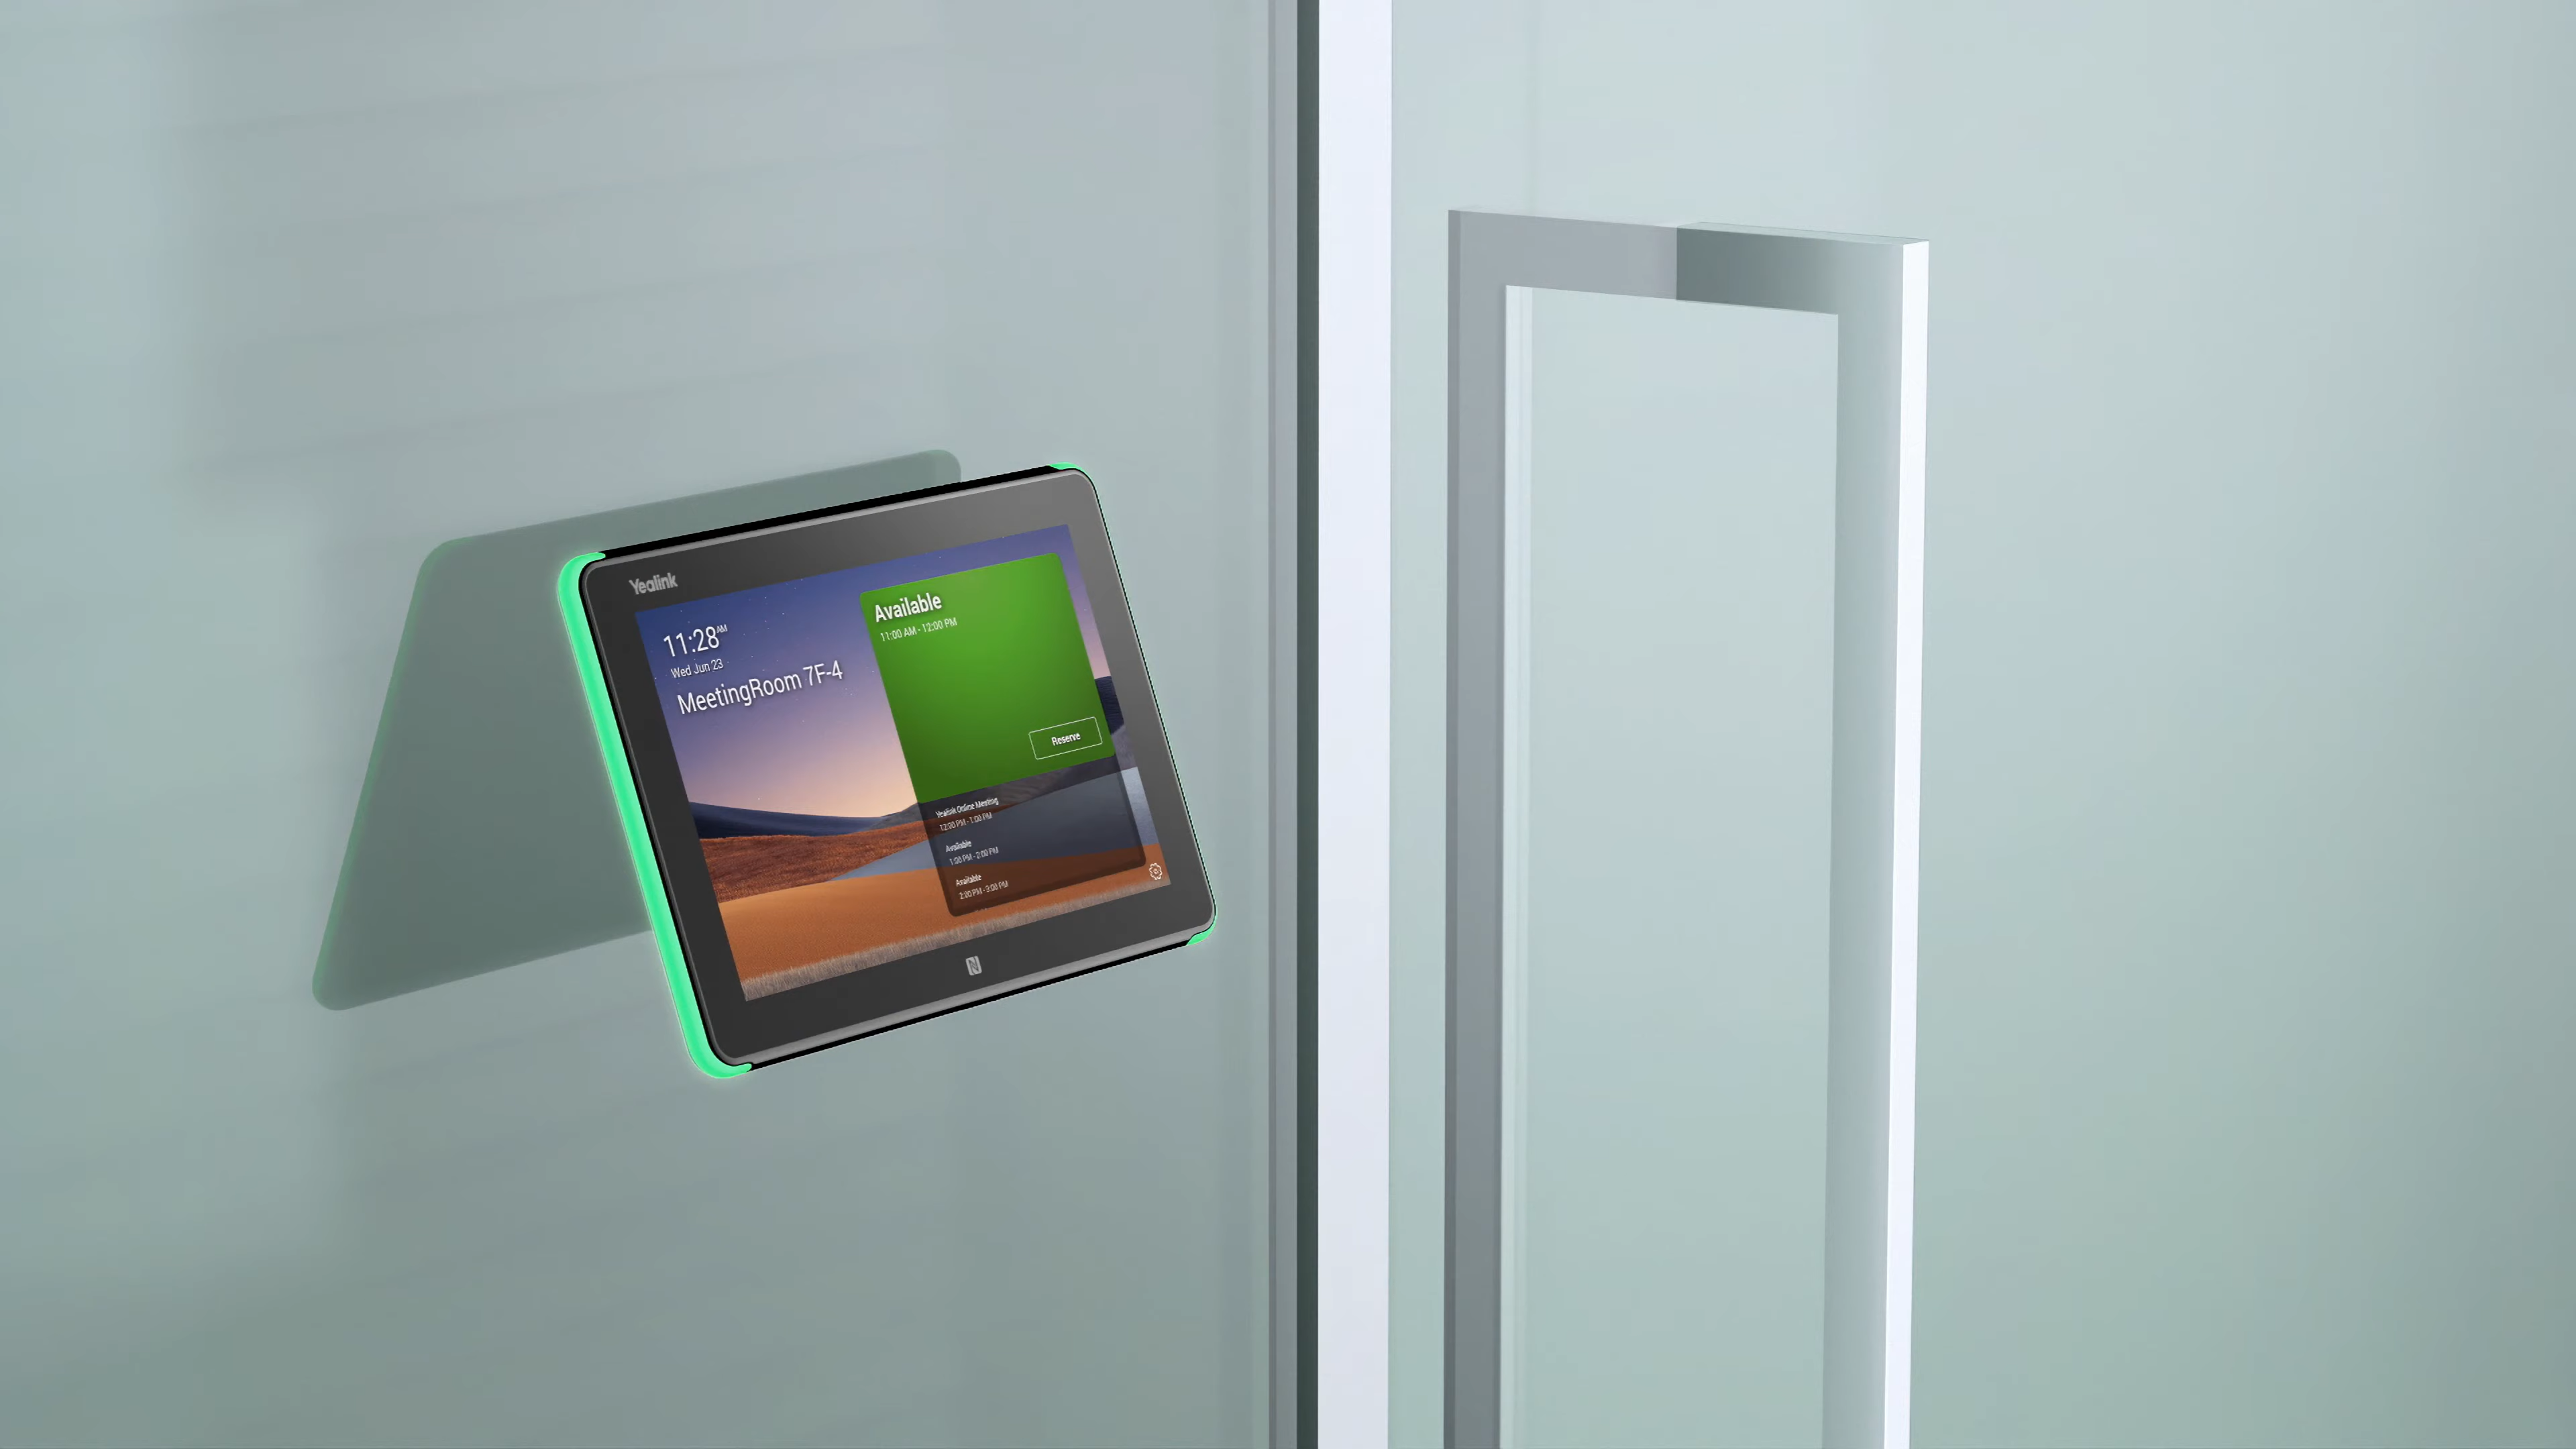 Yealink
11:28 AM
Wed Jun 23
MeetingRoom 7F-4
Available
11:00 AM - 12:00 PM
Reserve
Yealink Online Meeting
12:00 PM - 1:00 PM
Available
1:00 PM - 2:00 PM
Available
2:00 PM - 3:00 PM